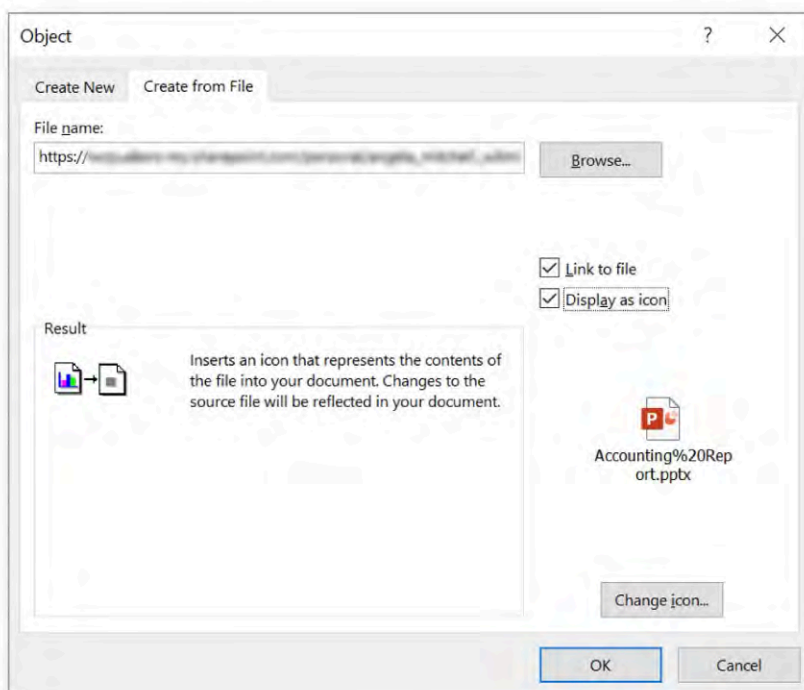 Object
Create New
Create from File
File name:
https://
Browse...
Link to file
Display as icon
Result
Inserts an icon that represents the contents of
the file into your document. Changes to the
source file will be reflected in your document.
Accounting%20Rep
ort.pptx
Change icon...
OK
Cancel